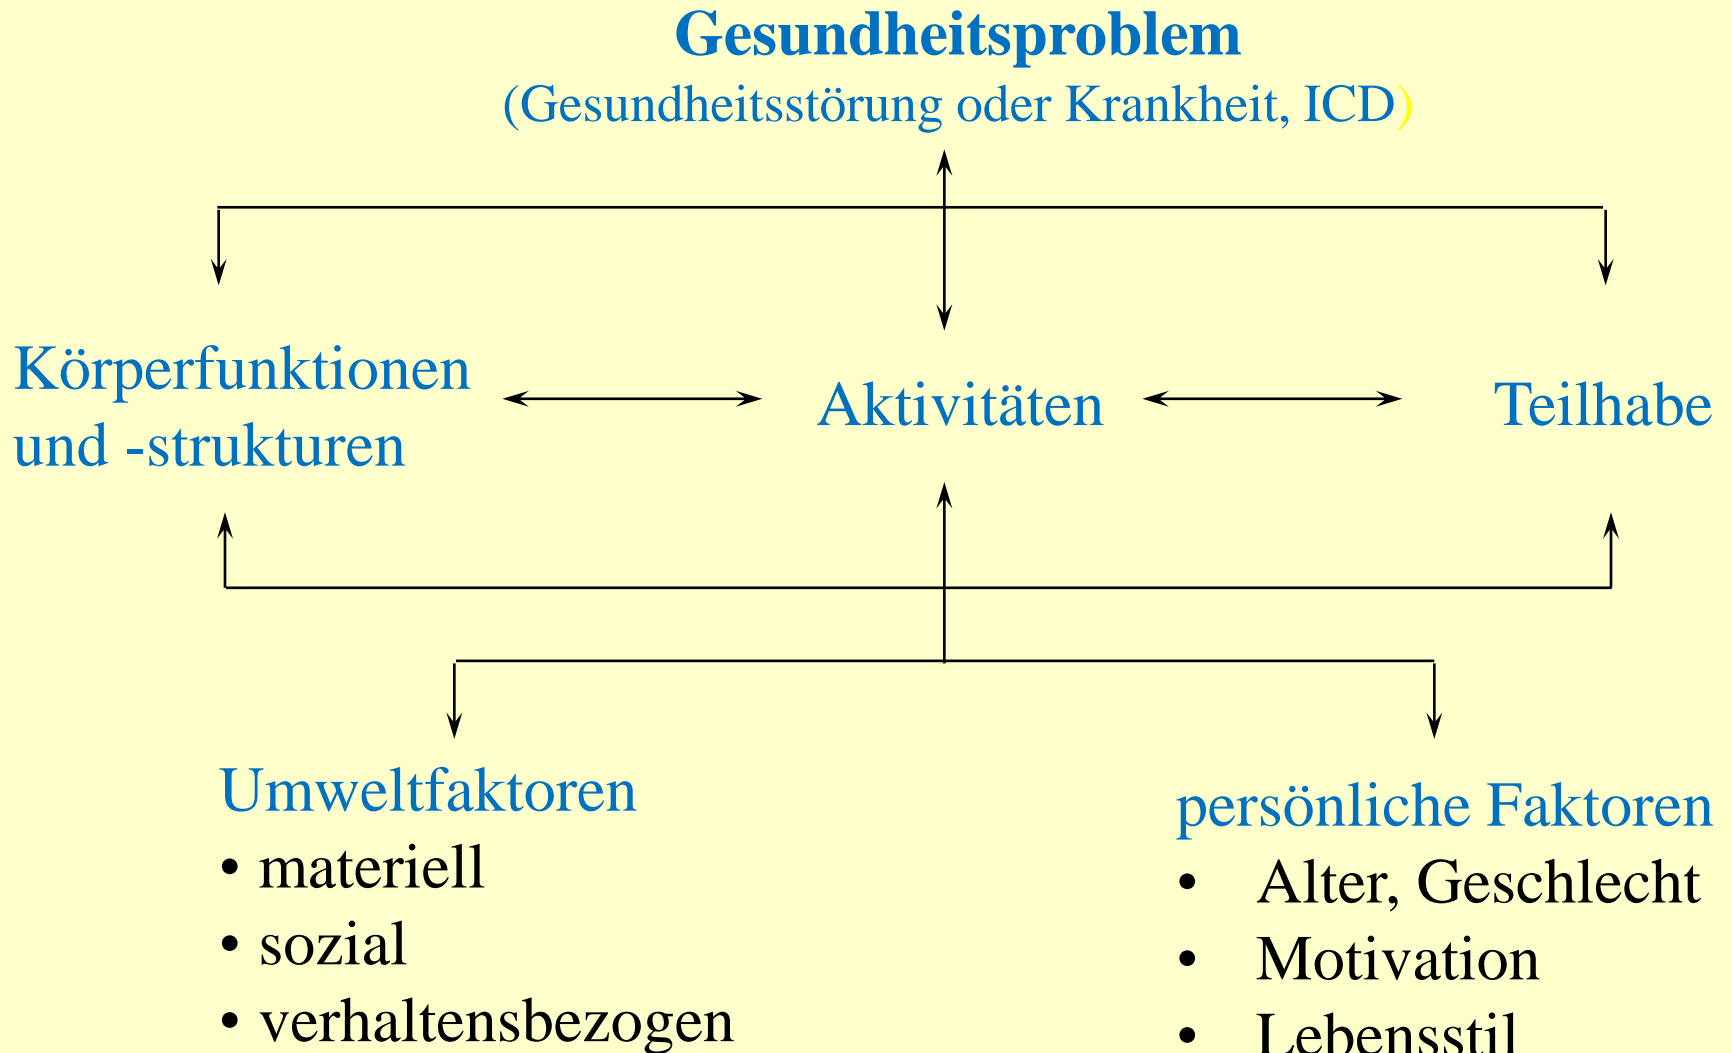 Gesundheitsproblem
(Gesundheitsstörung oder Krankheit, ICD)
Körperfunktionen
und -strukturen
Aktivitäten
Teilhabe
Umweltfaktoren
• materiell
• sozial
• verhaltensbezogen
persönliche Faktoren
• Alter, Geschlecht
• Motivation
• Lebensstil